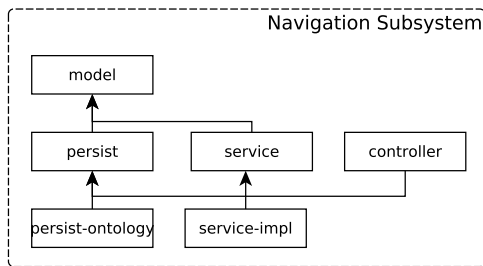 Navigation Subsystem
model
persist
service
controller
persist-ontology
service-impl